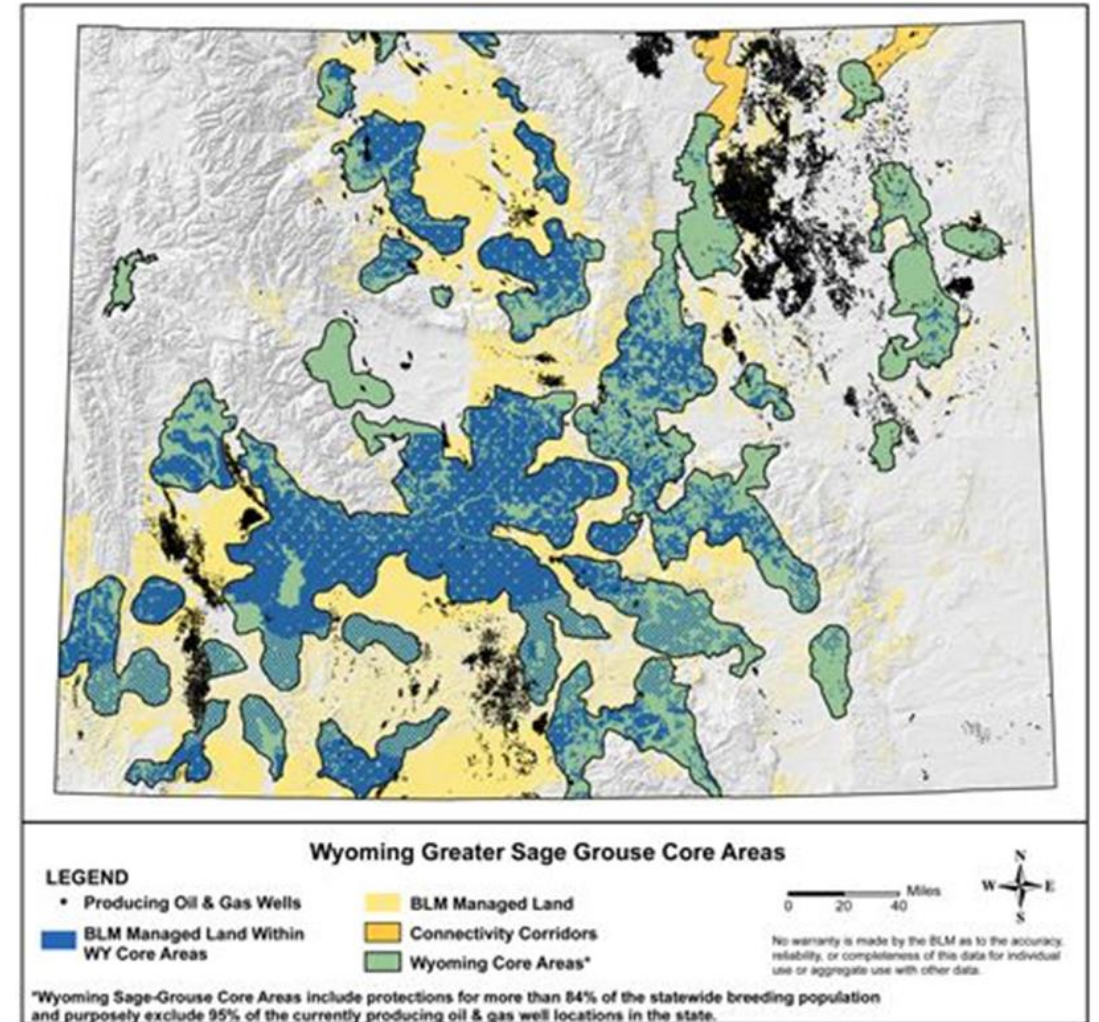 Wyoming Greater Sage Grouse Core Areas
LEGEND
Producing Oil & Gas Wells
BLM Managed Land Within
WY Core Areas
BLM Managed Land
Connectivity Corridors
Wyoming Core Areas*
Miles
0 20 40
N
W E
S
No warranty is made by the BLM as to the accuracy,
reliability, or completeness of this data for individual
use or aggregate use with other data.
*Wyoming Sage-Grouse Core Areas include protections for more than 84% of the statewide breeding population
and purposely exclude 95% of the currently producing oil & gas well locations in the state.